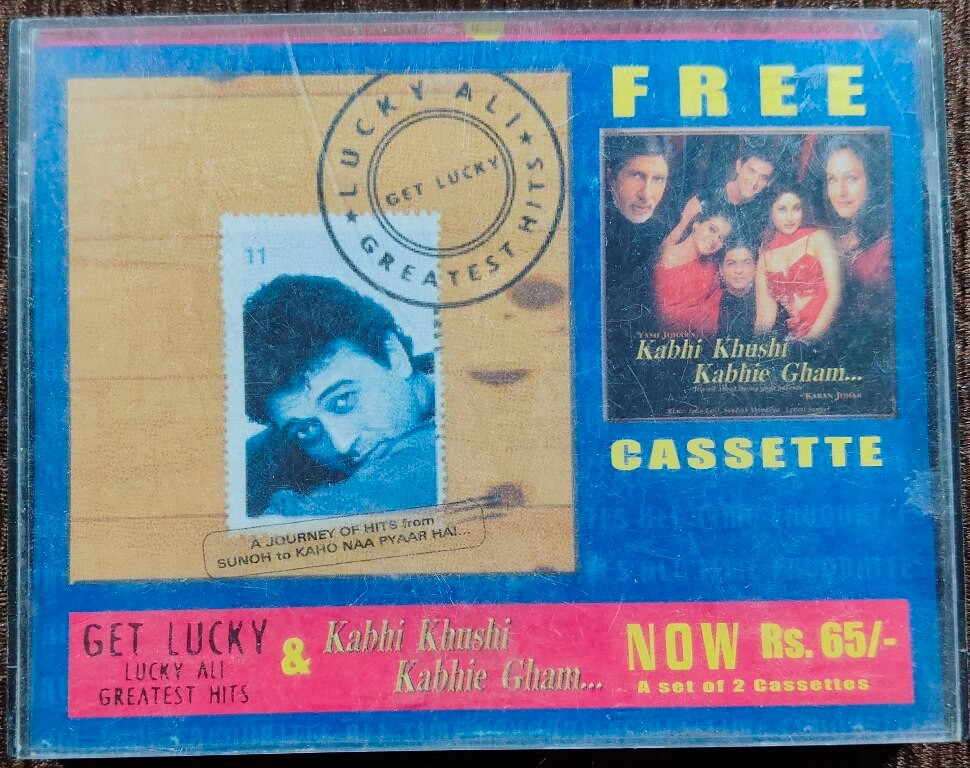 LUCKY ALI
GET LUCKY
GREATEST HITS
11
A JOURNEY OF HITS from
SUNOH to KAHO NAA PYAAR HAI...
FREE
YASH JOHAR'S
Kabhi Khushi
Kabhie Gham...
KARAN JOHAR
CASSETTE
GET LUCKY
LUCKY ALI
GREATEST HITS
&
Kabhi Khushi
Kabhie Gham...
NOW Rs. 65/-
A set of 2 Cassettes